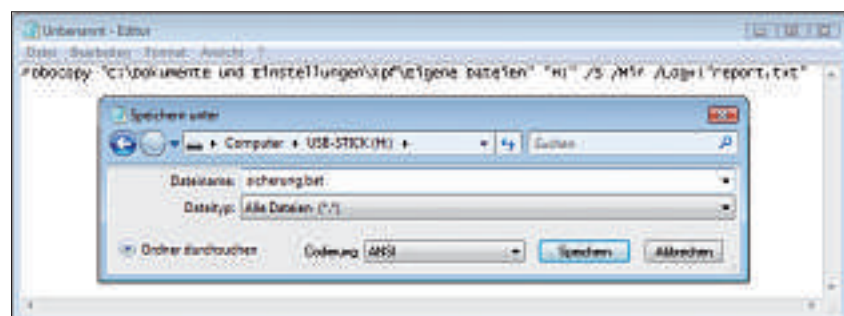 Unbenannt - Editor
Datei Bearbeiten Format Ansicht ?
robocopy "C:\Dokumente und Einstellungen\xpf\Eigene Dateien" "H:" /S /Mir /Log+:"report.txt"
Speichern unter
Computer USB-STICK (H:) Suchen
Dateiname: sicherung.bat
Dateityp: Alle Dateien (*.*)
Ordner durchsuchen Codierung: ANSI Speichern Abbrechen